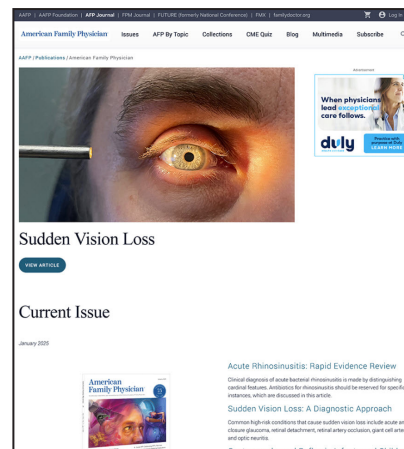 AAFP | AAFP Foundation | AFP Journal | FPM Journal | FUTURE (formerly National Conference) | FMX | familydoctor.org
Log In
American Family Physician
Issues
AFP By Topic
Collections
CME Quiz
Blog
Multimedia
Subscribe
AAFP / Publications / American Family Physician
Advertisement
When physicians
lead exceptional
care follows.
duly
Practice with
purpose at Duly
LEARN MORE
Sudden Vision Loss
VIEW ARTICLE
Current Issue
January 2025
American
Family Physician
Acute Rhinosinusitis: Rapid Evidence Review
Clinical diagnosis of acute bacterial rhinosinusitis is made by distinguishing
cardinal features. Antibiotics for rhinosinusitis should be reserved for specific
instances, which are discussed in this article.
Sudden Vision Loss: A Diagnostic Approach
Common high-risk conditions that cause sudden vision loss include acute
closure glaucoma, retinal detachment, retinal artery occlusion, giant cell
and optic neuritis.